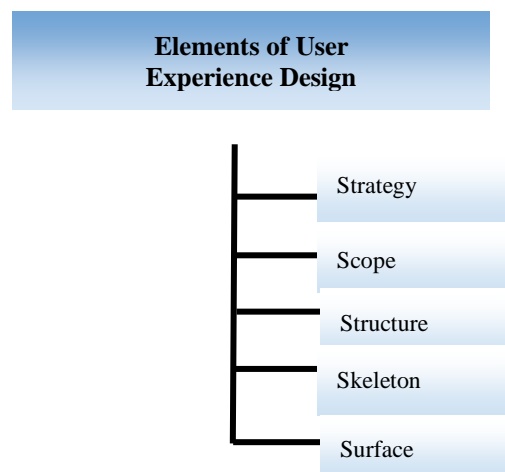 Elements of User
Experience Design
Strategy
Scope
Structure
Skeleton
Surface